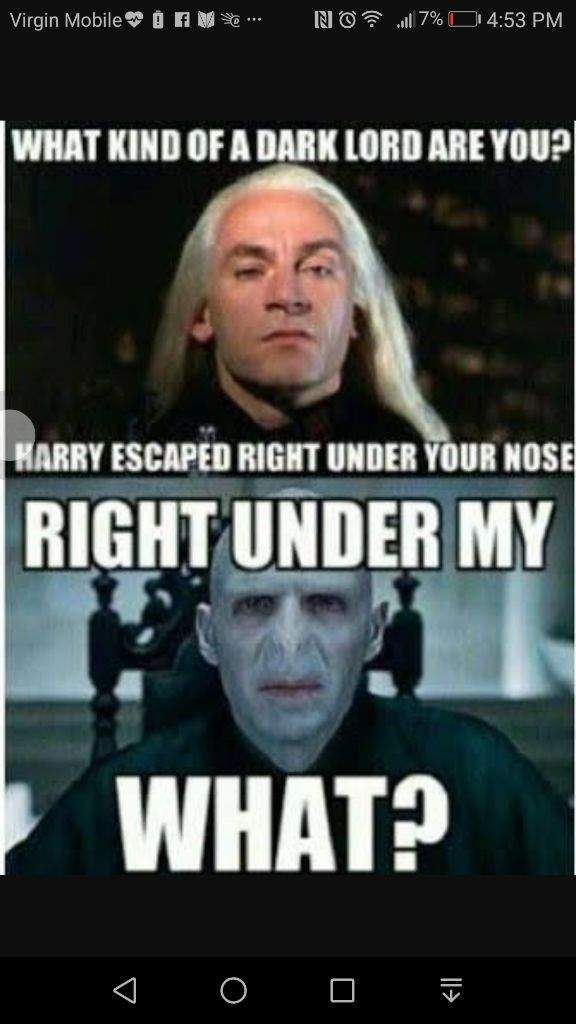 Virgin Mobile 7% 4:53 PM
WHAT KIND OF A DARK LORD ARE YOU?
HARRY ESCAPED RIGHT UNDER YOUR NOSE
RIGHT UNDER MY
WHAT?